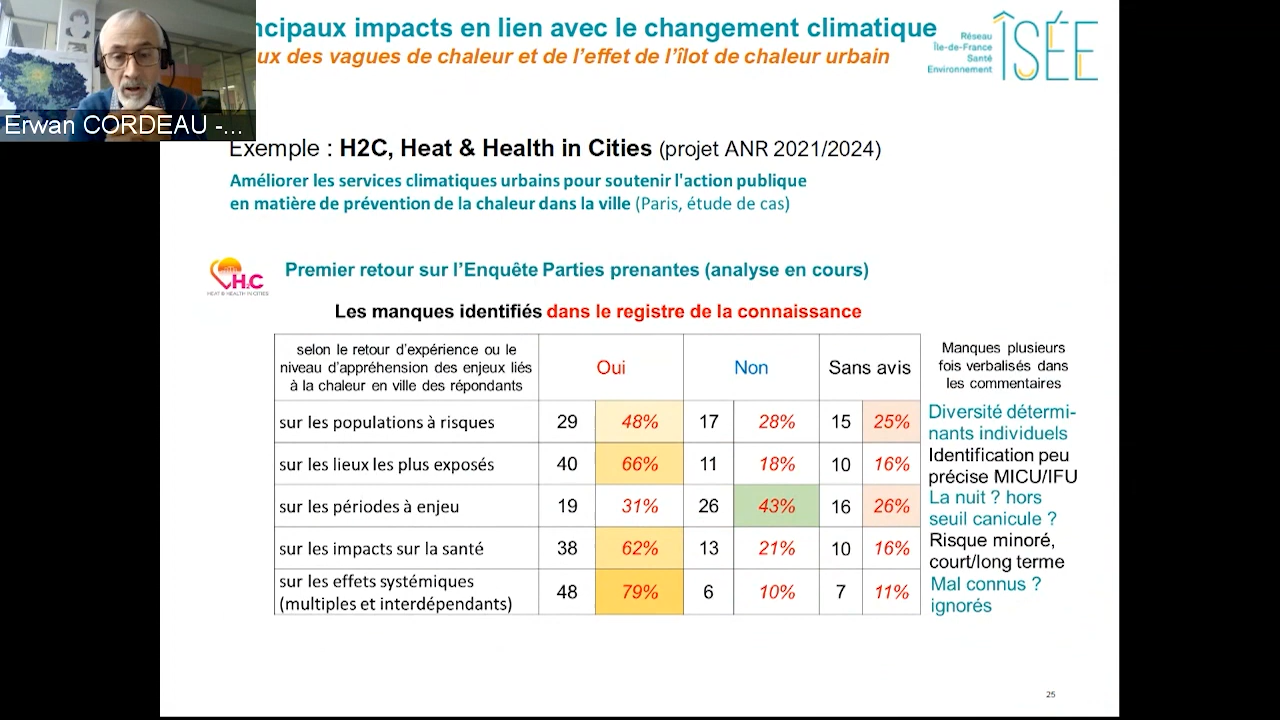 ncipaux impacts en lien avec le changement climatique
ux des vagues de chaleur et de l'effet de l'îlot de chaleur urbain
Réseau
Île-de-France
Santé
Environnement
ÎSÉE
Erwan CORDEAU -...
Exemple : H2C, Heat & Health in Cities (projet ANR 2021/2024)
Améliorer les services climatiques urbains pour soutenir l'action publique
en matière de prévention de la chaleur dans la ville (Paris, étude de cas)
H2C
HEAT & HEALTH IN CITIES
Premier retour sur l'Enquête Parties prenantes (analyse en cours)
Les manques identifiés dans le registre de la connaissance
selon le retour d'expérience ou le
niveau d'appréhension des enjeux liés
à la chaleur en ville des répondants
Oui
Non
Sans avis
Manques plusieurs
fois verbalisés dans
les commentaires
sur les populations à risques 29 48% 17 28% 15 25%
Diversité détermi-
nants individuels
sur les lieux les plus exposés 40 66% 11 18% 10 16%
Identification peu
précise MICU/IFU
sur les périodes à enjeu 19 31% 26 43% 16 26%
La nuit ? hors
seuil canicule ?
sur les impacts sur la santé 38 62% 13 21% 10 16%
Risque minoré,
court/long terme
sur les effets systémiques
(multiples et interdépendants) 48 79% 6 10% 7 11%
Mal connus ?
ignorés
25